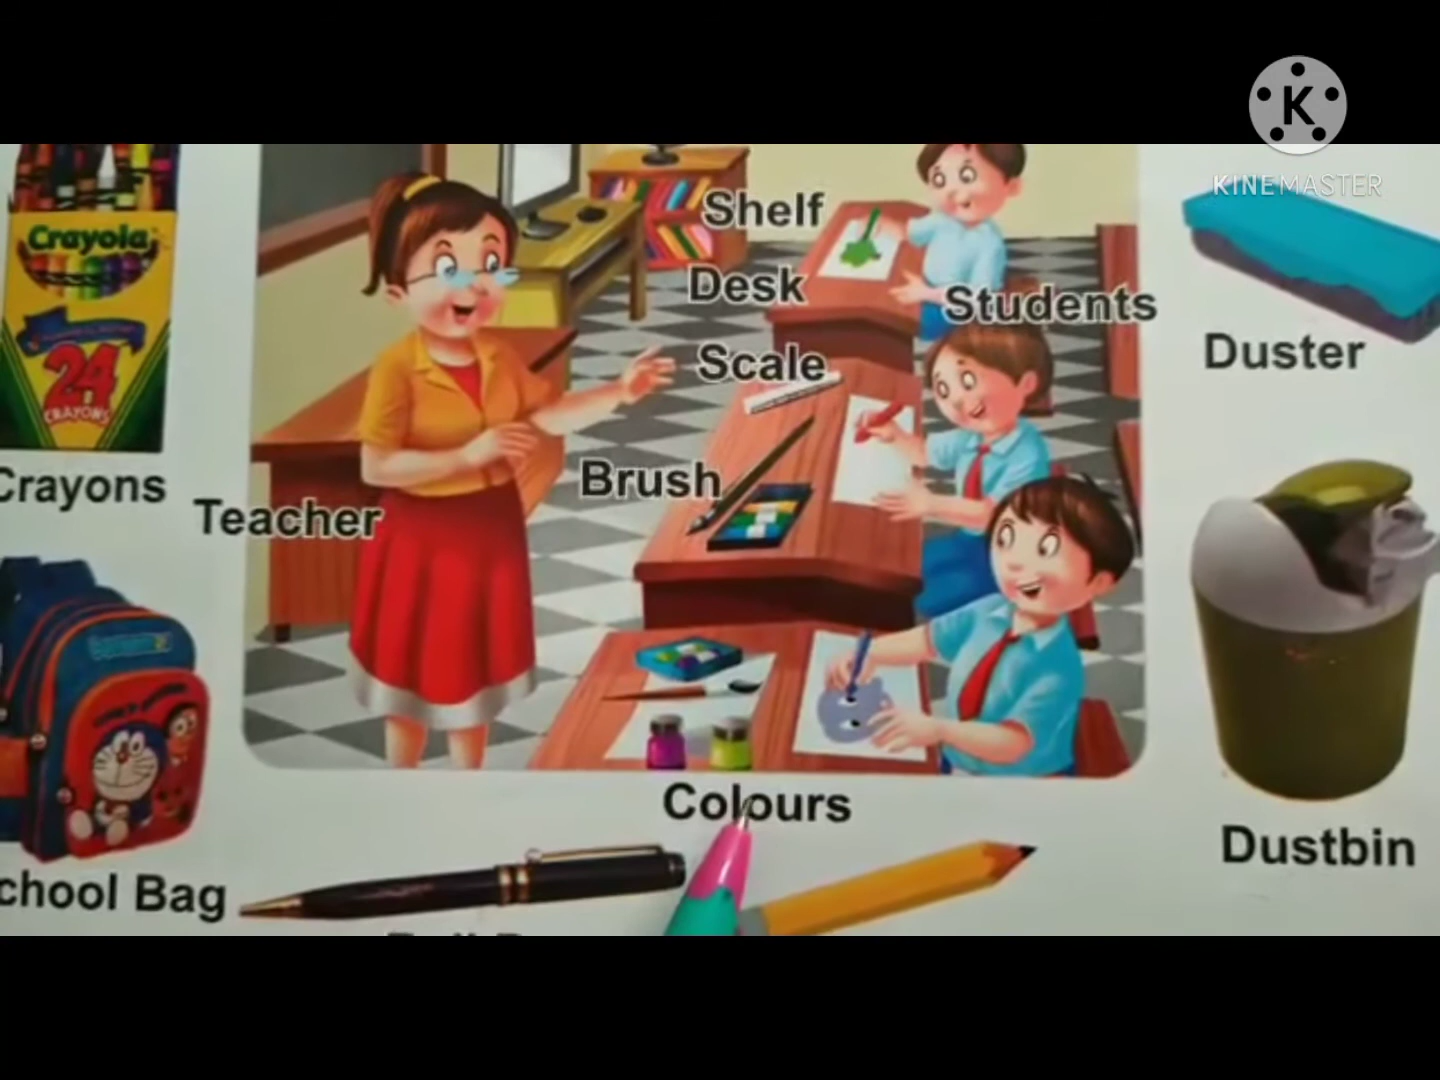 KINEMASTER
Crayola
24
CRAYONS
Shelf
Desk
Students
Scale
Duster
Crayons
Brush
Teacher
Colours
Dustbin
chool Bag